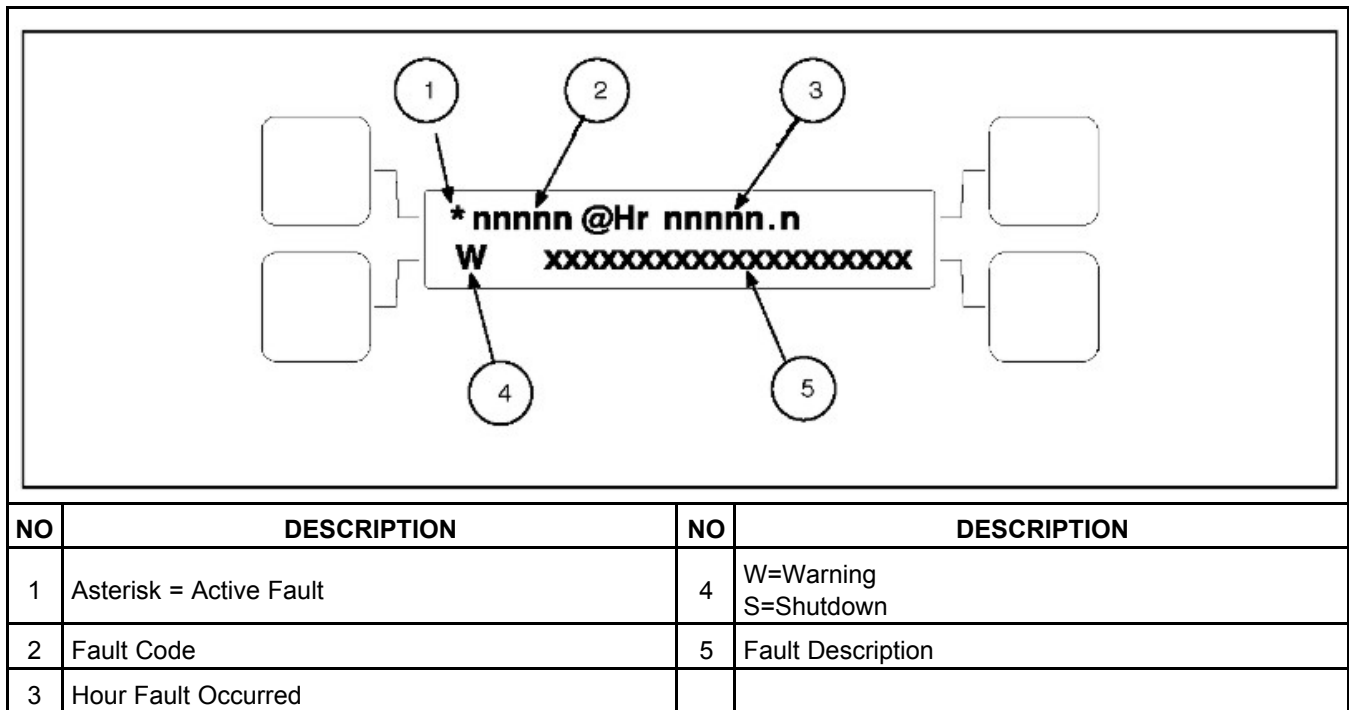 1 2 3
* nnnnn @Hr nnnnn.n
W xxxxxxxxxxxxxxxxxxxx
4 5
NO DESCRIPTION NO DESCRIPTION
1 Asterisk = Active Fault 4 W=Warning
S=Shutdown
2 Fault Code 5 Fault Description
3 Hour Fault Occurred